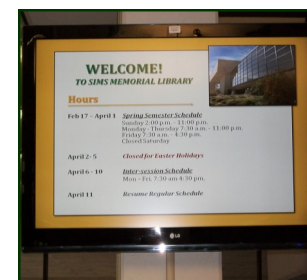 WELCOME!
TO SIMS MEMORIAL LIBRARY
Hours
Feb 17 - April 1 Spring Semester Schedule
Sunday 2:00 p.m. - 11:00 p.m.
Monday - Thursday 7:30 a.m. - 11:00 p.m.
Friday 7:30 a.m. - 4:30 p.m.
Closed Saturday
April 2- 5 Closed for Easter Holidays
April 6 - 10 Inter-session Schedule
Mon - Fri. 7:30 am 4:30 pm.
April 11 Resume Regular Schedule
LG